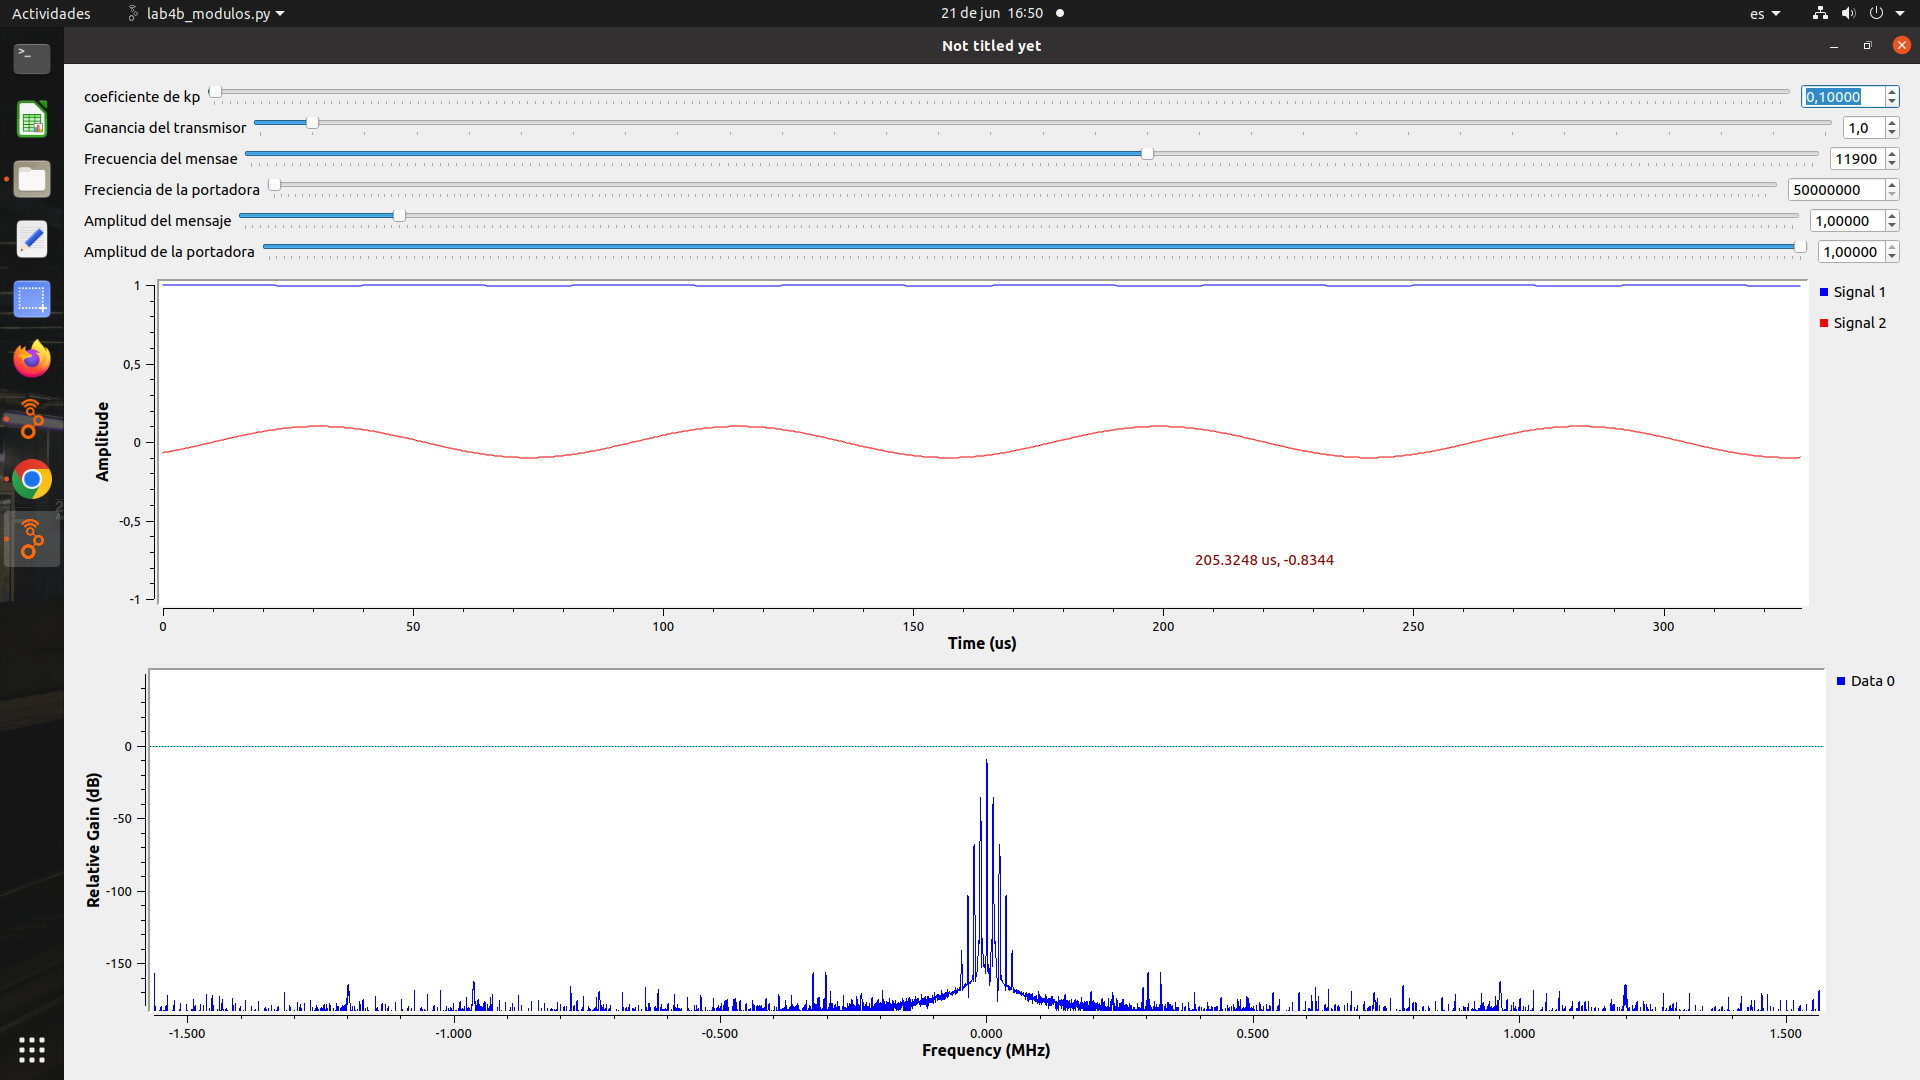 Actividades lab4b_modulos.py 21 de jun 16:50 es
Not titled yet
coeficiente de kp 0,10000
Ganancia del transmisor 1,0
Frecuencia del mensae 11900
Freciencia de la portadora 50000000
Amplitud del mensaje 1,00000
Amplitud de la portadora 1,00000
1
0,5
0
-0,5
-1
Amplitude
Signal 1
Signal 2
205.3248 us, -0.8344
0 50 100 150 200 250 300
Time (us)
Data 0
0
-50
-100
-150
Relative Gain (dB)
-1.500 -1.000 -0.500 0.000 0.500 1.000 1.500
Frequency (MHz)